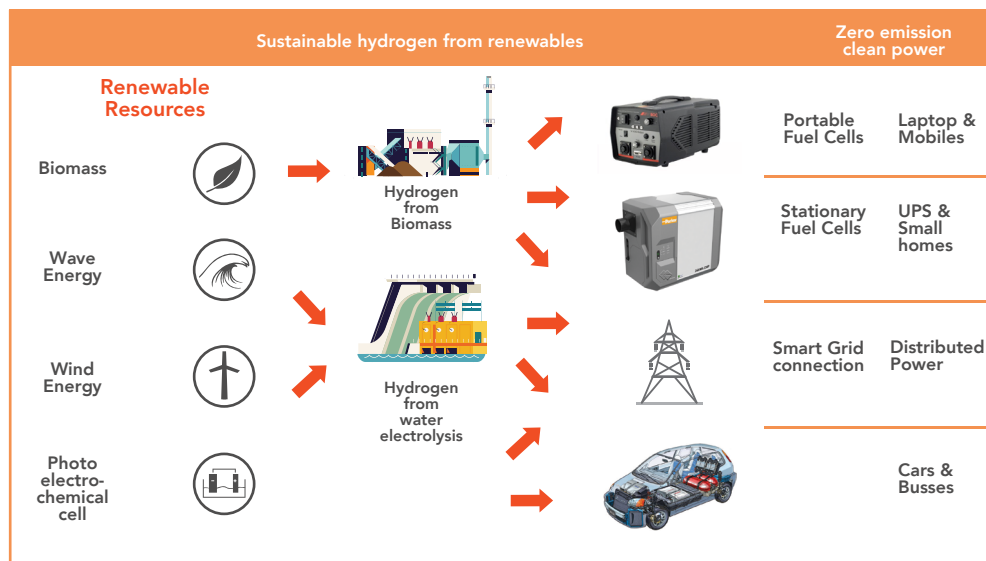 Sustainable hydrogen from renewables
Zero emission
clean power
Renewable
Resources
Biomass
Wave
Energy
Wind
Energy
Photo
electro-
chemical
cell
Hydrogen
from
Biomass
Hydrogen
from
water
electrolysis
Portable
Fuel Cells
Laptop &
Mobiles
Stationary
Fuel Cells
UPS &
Small
homes
Smart Grid
connection
Distributed
Power
Cars &
Busses